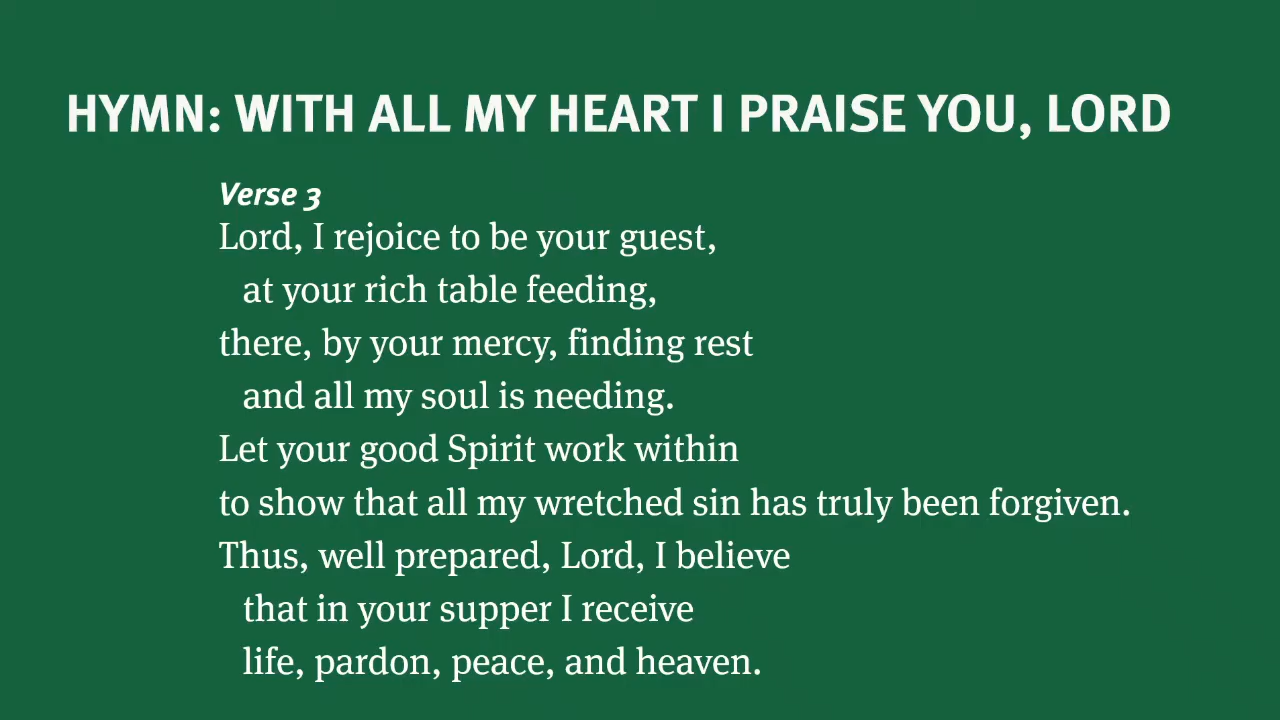 HYMN: WITH ALL MY HEART I PRAISE YOU, LORD
Verse 3
Lord, I rejoice to be your guest,
at your rich table feeding,
there, by your mercy, finding rest
and all my soul is needing.
Let your good Spirit work within
to show that all my wretched sin has truly been forgiven.
Thus, well prepared, Lord, I believe
that in your supper I receive
life, pardon, peace, and heaven.